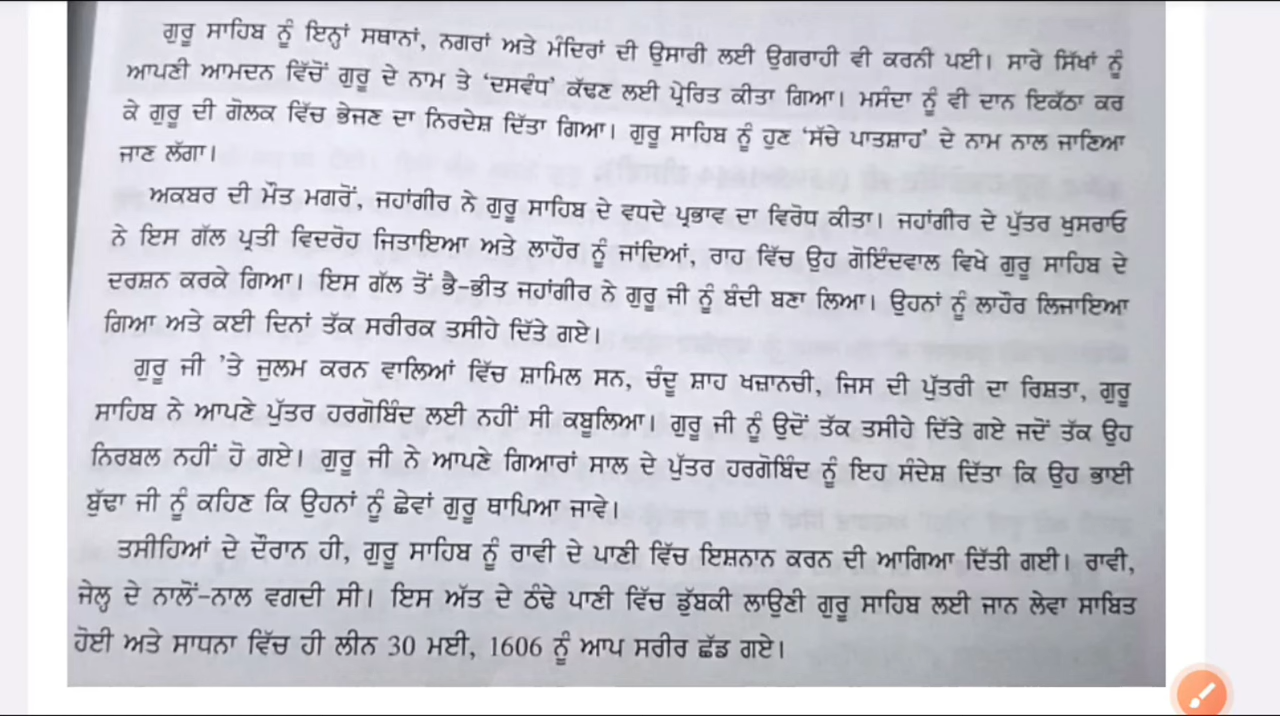 ਗੁਰੂ ਸਾਹਿਬ ਨੂੰ ਇਨ੍ਹਾਂ ਸਥਾਨਾਂ, ਨਗਰਾਂ ਅਤੇ ਮੰਦਿਰਾਂ ਦੀ ਉਸਾਰੀ ਲਈ ਉਗਰਾਹੀ ਵੀ ਕਰਨੀ ਪਈ। ਸਾਰੇ ਸਿੱਖਾਂ ਨੂੰ
ਆਪਣੀ ਆਮਦਨ ਵਿੱਚੋਂ ਗੁਰੂ ਦੇ ਨਾਮ ਤੇ ‘ਦਸਵੰਧ’ ਕੱਢਣ ਲਈ ਪ੍ਰੇਰਿਤ ਕੀਤਾ ਗਿਆ। ਮਸੰਦਾ ਨੂੰ ਵੀ ਦਾਨ ਇਕੱਠਾ ਕਰ
ਕੇ ਗੁਰੂ ਦੀ ਗੋਲਕ ਵਿੱਚ ਭੇਜਣ ਦਾ ਨਿਰਦੇਸ਼ ਦਿੱਤਾ ਗਿਆ। ਗੁਰੂ ਸਾਹਿਬ ਨੂੰ ਹੁਣ ‘ਸੱਚੇ ਪਾਤਸ਼ਾਹ’ ਦੇ ਨਾਮ ਨਾਲ ਜਾਣਿਆ
ਜਾਣ ਲੱਗਾ।
ਅਕਬਰ ਦੀ ਮੌਤ ਮਗਰੋਂ, ਜਹਾਂਗੀਰ ਨੇ ਗੁਰੂ ਸਾਹਿਬ ਦੇ ਵਧਦੇ ਪ੍ਰਭਾਵ ਦਾ ਵਿਰੋਧ ਕੀਤਾ। ਜਹਾਂਗੀਰ ਦੇ ਪੁੱਤਰ ਖੁਸਰਾਓ
ਨੇ ਇਸ ਗੱਲ ਪ੍ਰਤੀ ਵਿਦਰੋਹ ਜਿਤਾਇਆ ਅਤੇ ਲਾਹੌਰ ਨੂੰ ਜਾਂਦਿਆਂ, ਰਾਹ ਵਿੱਚ ਉਹ ਗੋਇੰਦਵਾਲ ਵਿਖੇ ਗੁਰੂ ਸਾਹਿਬ ਦੇ
ਦਰਸ਼ਨ ਕਰਕੇ ਗਿਆ। ਇਸ ਗੱਲ ਤੋਂ ਭੈ-ਭੀਤ ਜਹਾਂਗੀਰ ਨੇ ਗੁਰੂ ਜੀ ਨੂੰ ਬੰਦੀ ਬਣਾ ਲਿਆ। ਉਹਨਾਂ ਨੂੰ ਲਾਹੌਰ ਲਿਜਾਇਆ
ਗਿਆ ਅਤੇ ਕਈ ਦਿਨਾਂ ਤੱਕ ਸਰੀਰਕ ਤਸੀਹੇ ਦਿੱਤੇ ਗਏ।
ਗੁਰੂ ਜੀ ’ਤੇ ਜੁਲਮ ਕਰਨ ਵਾਲਿਆਂ ਵਿੱਚ ਸ਼ਾਮਿਲ ਸਨ, ਚੰਦੂ ਸ਼ਾਹ ਖਜ਼ਾਨਚੀ, ਜਿਸ ਦੀ ਪੁੱਤਰੀ ਦਾ ਰਿਸ਼ਤਾ, ਗੁਰੂ
ਸਾਹਿਬ ਨੇ ਆਪਣੇ ਪੁੱਤਰ ਹਰਗੋਬਿੰਦ ਲਈ ਨਹੀਂ ਸੀ ਕਬੂਲਿਆ। ਗੁਰੂ ਜੀ ਨੂੰ ਉਦੋਂ ਤੱਕ ਤਸੀਹੇ ਦਿੱਤੇ ਗਏ ਜਦੋਂ ਤੱਕ ਉਹ
ਨਿਰਬਲ ਨਹੀਂ ਹੋ ਗਏ। ਗੁਰੂ ਜੀ ਨੇ ਆਪਣੇ ਗਿਆਰਾਂ ਸਾਲ ਦੇ ਪੁੱਤਰ ਹਰਗੋਬਿੰਦ ਨੂੰ ਇਹ ਸੰਦੇਸ਼ ਦਿੱਤਾ ਕਿ ਉਹ ਭਾਈ
ਬੁੱਢਾ ਜੀ ਨੂੰ ਕਹਿਣ ਕਿ ਉਹਨਾਂ ਨੂੰ ਛੇਵਾਂ ਗੁਰੂ ਥਾਪਿਆ ਜਾਵੇ।
ਤਸੀਹਿਆਂ ਦੇ ਦੌਰਾਨ ਹੀ, ਗੁਰੂ ਸਾਹਿਬ ਨੂੰ ਰਾਵੀ ਦੇ ਪਾਣੀ ਵਿੱਚ ਇਸ਼ਨਾਨ ਕਰਨ ਦੀ ਆਗਿਆ ਦਿੱਤੀ ਗਈ। ਰਾਵੀ,
ਜੇਲ੍ਹ ਦੇ ਨਾਲੋਂ-ਨਾਲ ਵਗਦੀ ਸੀ। ਇਸ ਅੱਤ ਦੇ ਠੰਢੇ ਪਾਣੀ ਵਿੱਚ ਡੁੱਬਕੀ ਲਾਉਣੀ ਗੁਰੂ ਸਾਹਿਬ ਲਈ ਜਾਨ ਲੇਵਾ ਸਾਬਿਤ
ਹੋਈ ਅਤੇ ਸਾਧਨਾ ਵਿੱਚ ਹੀ ਲੀਨ 30 ਮਈ, 1606 ਨੂੰ ਆਪ ਸਰੀਰ ਛੱਡ ਗਏ।